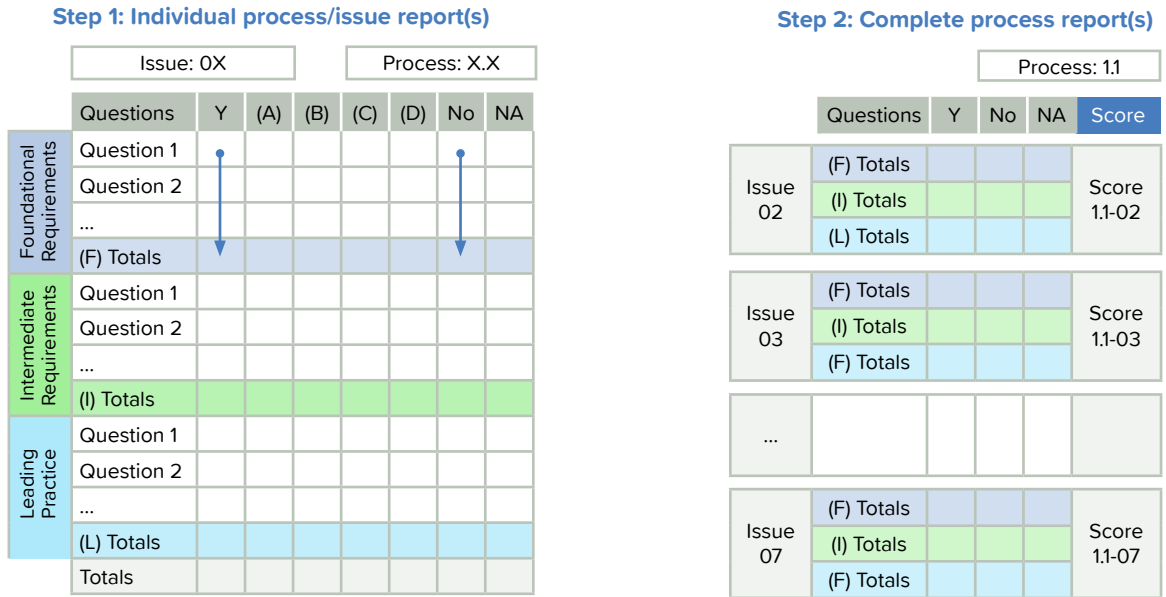 Step 1: Individual process/issue report(s)
Issue: 0X
Process: X.X
Questions Y (A) (B) (C) (D) No NA
Foundational
Requirements
Question 1
Question 2
...
(F) Totals
Intermediate
Requirements
Question 1
Question 2
...
(I) Totals
Leading
Practice
Question 1
Question 2
...
(L) Totals
Totals
Step 2: Complete process report(s)
Process: 1.1
Questions Y No NA Score
Issue
02
(F) Totals
(I) Totals
(L) Totals
Score
1.1-02
Issue
03
(F) Totals
(I) Totals
(F) Totals
Score
1.1-03
...
Issue
07
(F) Totals
(I) Totals
(F) Totals
Score
1.1-07